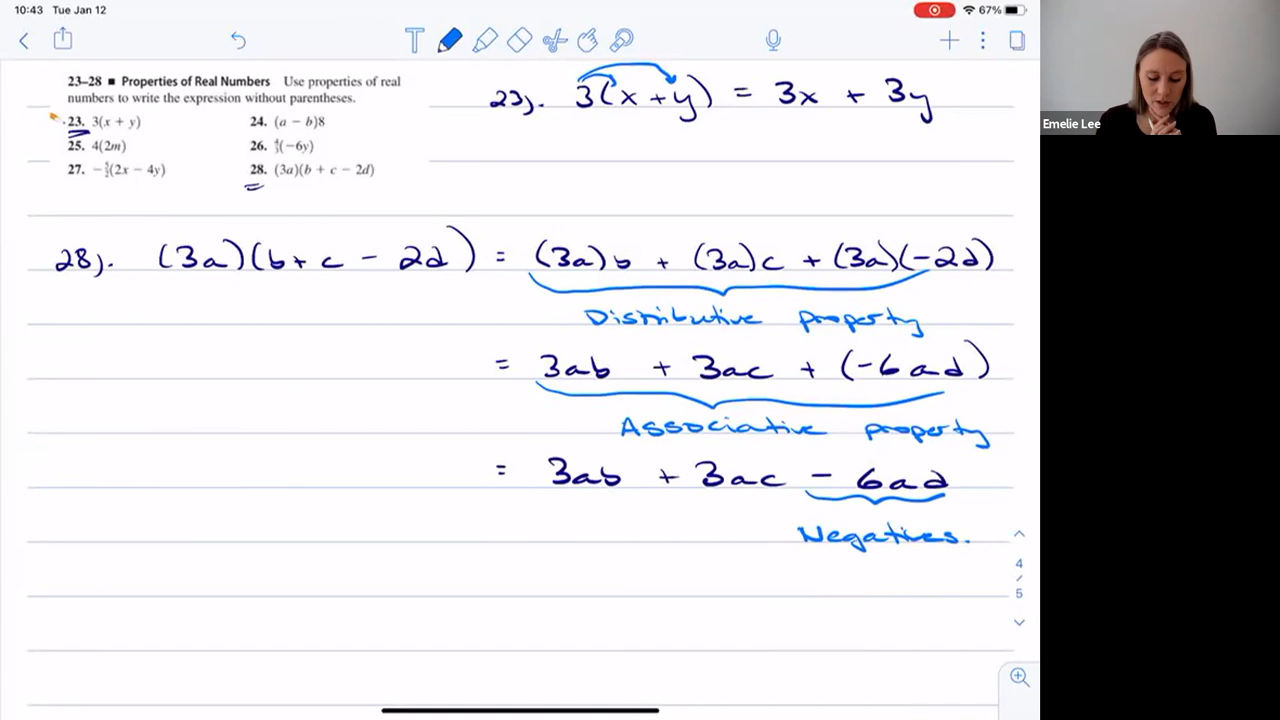 10:43 Tue Jan 12
67%
23–28 ■ Properties of Real Numbers Use properties of real
numbers to write the expression without parentheses.
23. 3(x + y)
24. (a − b)8
25. 4(2m)
26. (−6y)
27. − (2x − 4y)
28. (3a)(b + c − 2d)
23). 3(x + y) = 3x + 3y
Emelie Lee
28). (3a)(b + c − 2d) = (3a)b + (3a)c + (3a)(−2d)
Distributive property
= 3ab + 3ac + (−6ad)
Associative property
= 3ab + 3ac − 6ad
Negatives.
4
/
5